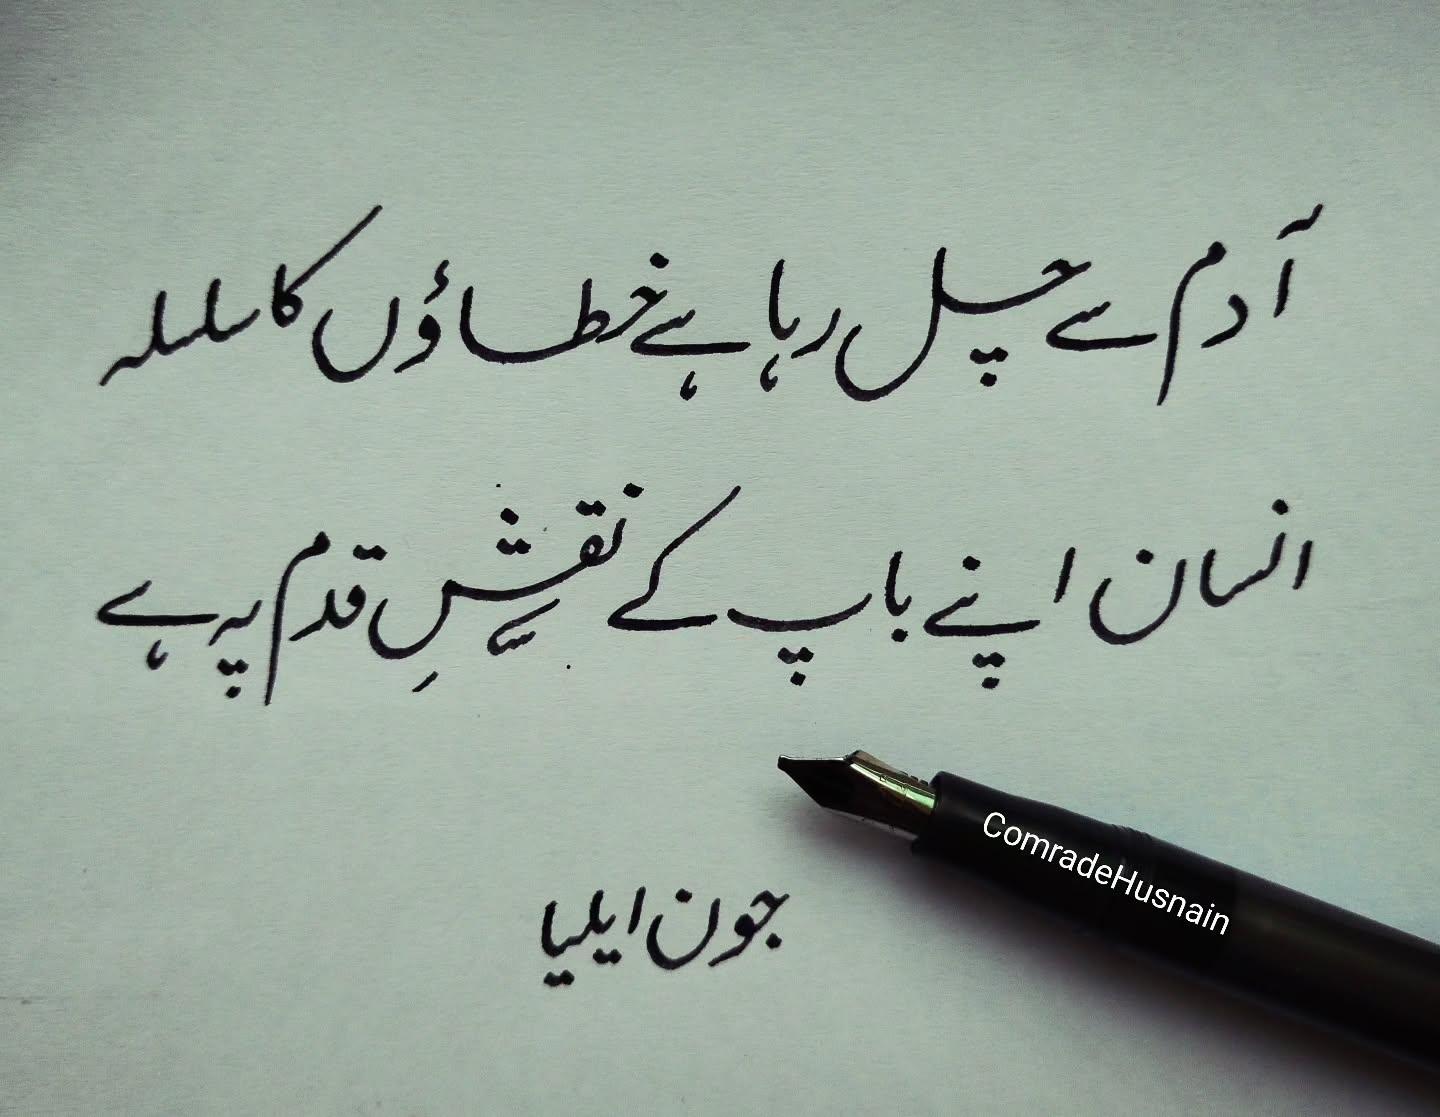 آدم سے چل رہا ہے خطاؤں کا سلسلہ
انسان اپنے باپ کے نقشِ قدم پہ ہے
جون ایلیا
ComradeHusnain